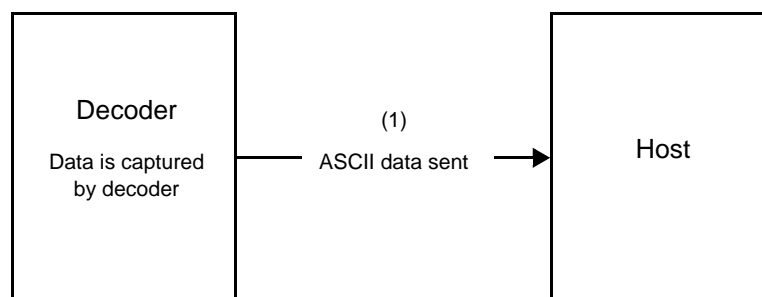 Decoder
Data is captured
by decoder
(1)
ASCII data sent
Host